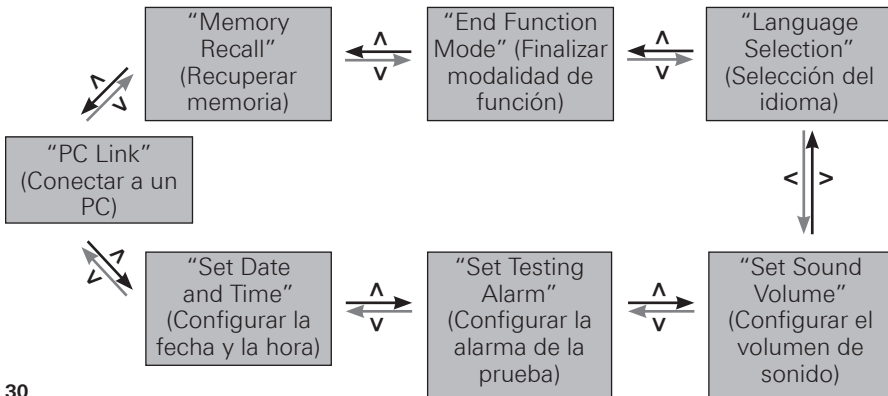 “Memory
Recall”
(Recuperar
memoria)
“End Function
Mode” (Finalizar
modalidad de
función)
“Language
Selection”
(Selección del
idioma)
“PC Link”
(Conectar a un
PC)
“Set Date
and Time”
(Configurar la
fecha y la hora)
“Set Testing
Alarm”
(Configurar la
alarma de la
prueba)
“Set Sound
Volume”
(Configurar el
volumen de
sonido)
30